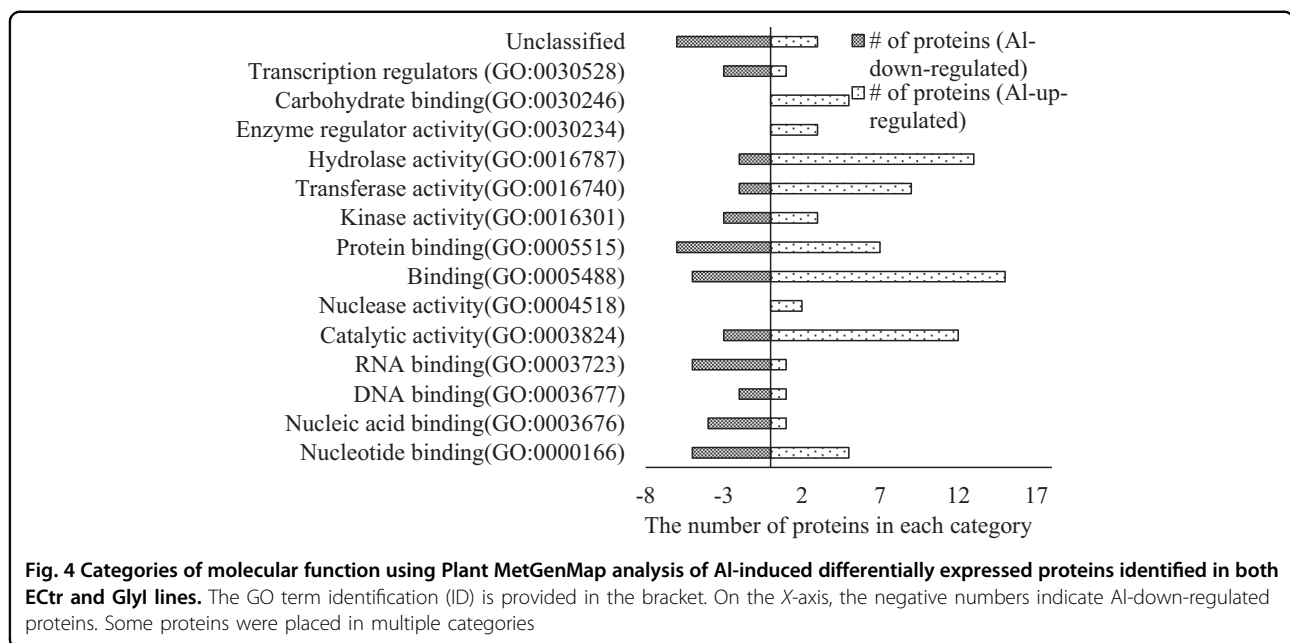 Unclassified
Transcription regulators (GO:0030528)
Carbohydrate binding(GO:0030246)
Enzyme regulator activity(GO:0030234)
Hydrolase activity(GO:0016787)
Transferase activity(GO:0016740)
Kinase activity(GO:0016301)
Protein binding(GO:0005515)
Binding(GO:0005488)
Nuclease activity(GO:0004518)
Catalytic activity(GO:0003824)
RNA binding(GO:0003723)
DNA binding(GO:0003677)
Nucleic acid binding(GO:0003676)
Nucleotide binding(GO:0000166)
# of proteins (Al-
down-regulated)
# of proteins (Al-up-
regulated)
-8 -3 2 7 12 17
The number of proteins in each category
Fig. 4 Categories of molecular function using Plant MetGenMap analysis of Al-induced differentially expressed proteins identified in both
ECtr and GlyI lines. The GO term identification (ID) is provided in the bracket. On the X-axis, the negative numbers indicate Al-down-regulated
proteins. Some proteins were placed in multiple categories